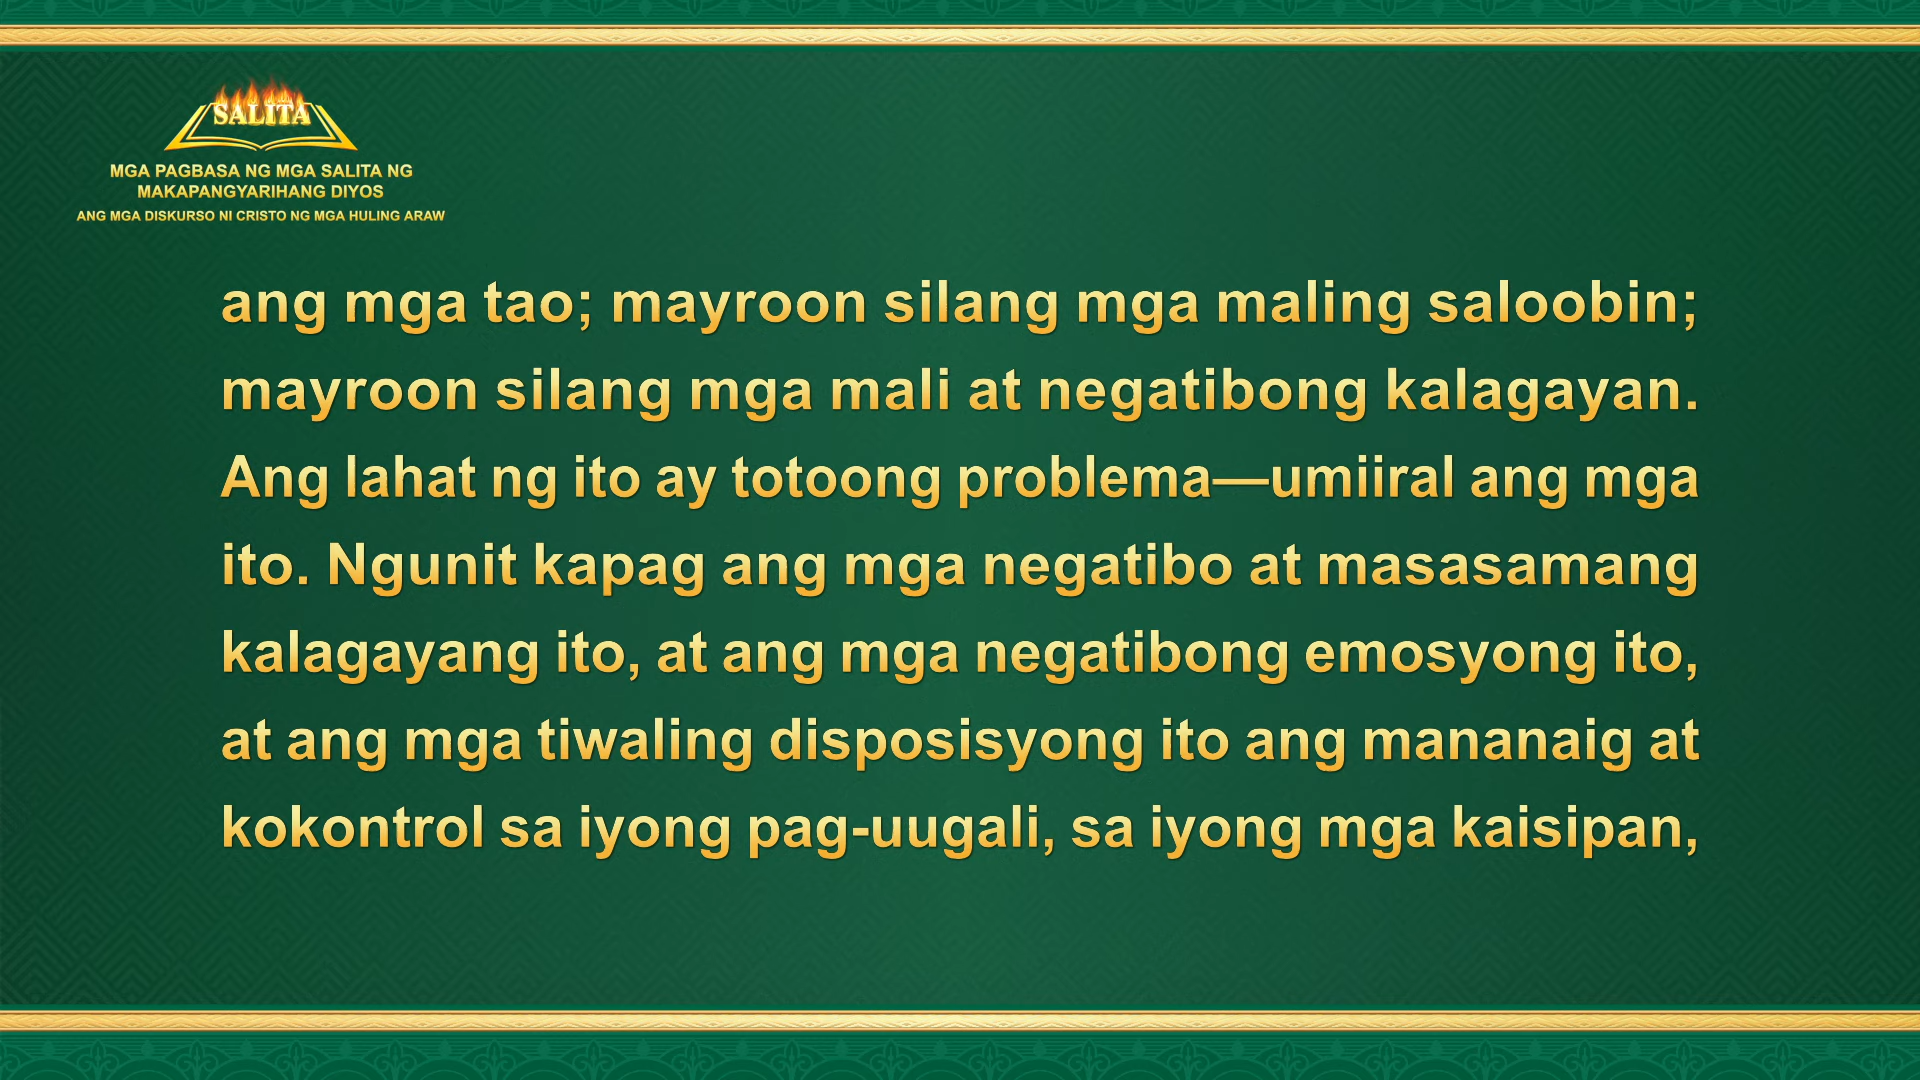 SALITA
MGA PAGBASA NG MGA SALITA NG
MAKAPANGYARIHANG DIYOS
ANG MGA DISKURSO NI CRISTO NG MGA HULING ARAW
ang mga tao; mayroon silang mga maling saloobin;
mayroon silang mga mali at negatibong kalagayan.
Ang lahat ng ito ay totoong problema—umiiral ang mga
ito. Ngunit kapag ang mga negatibo at masasamang
kalagayang ito, at ang mga negatibong emosyong ito,
at ang mga tiwaling disposisyong ito ang mananaig at
kokontrol sa iyong pag-uugali, sa iyong mga kaisipan,